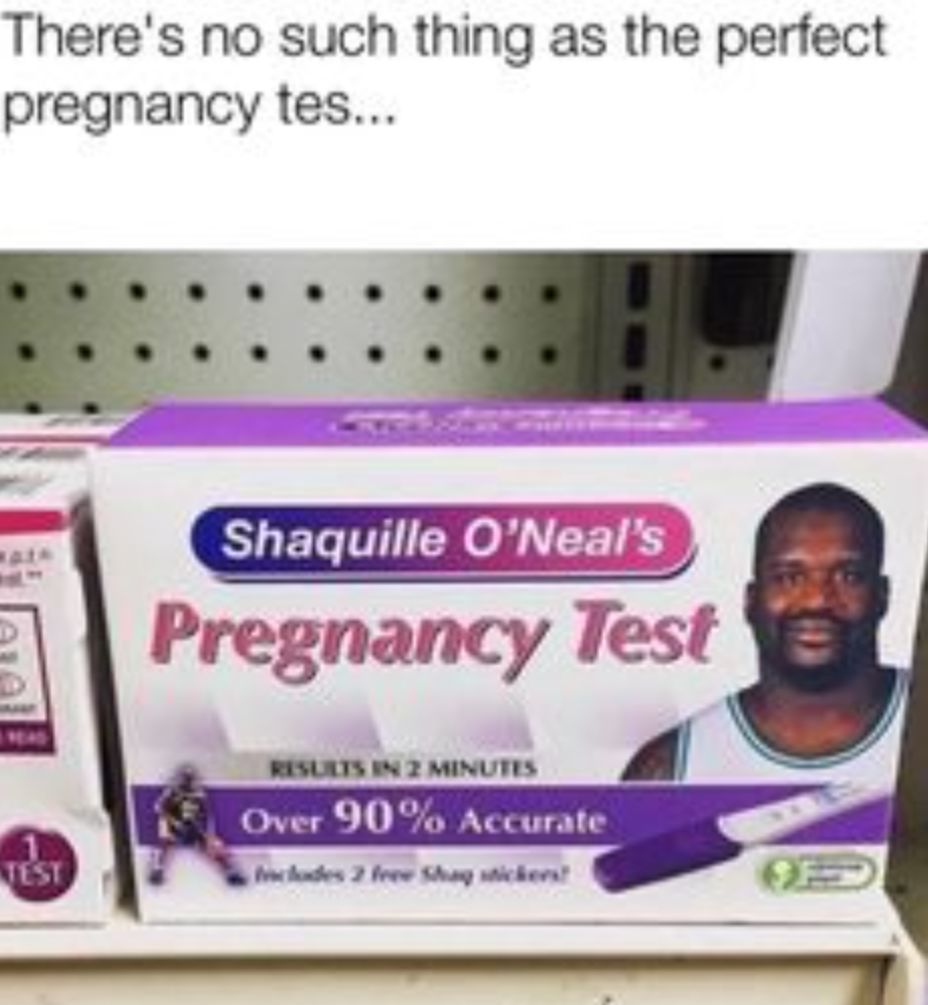 There's no such thing as the perfect
pregnancy tes...
Shaquille O'Neal's
Pregnancy Test
RESULTS IN 2 MINUTES
Over 90% Accurate
Includes 2 free Shaq stickers!
1
TEST